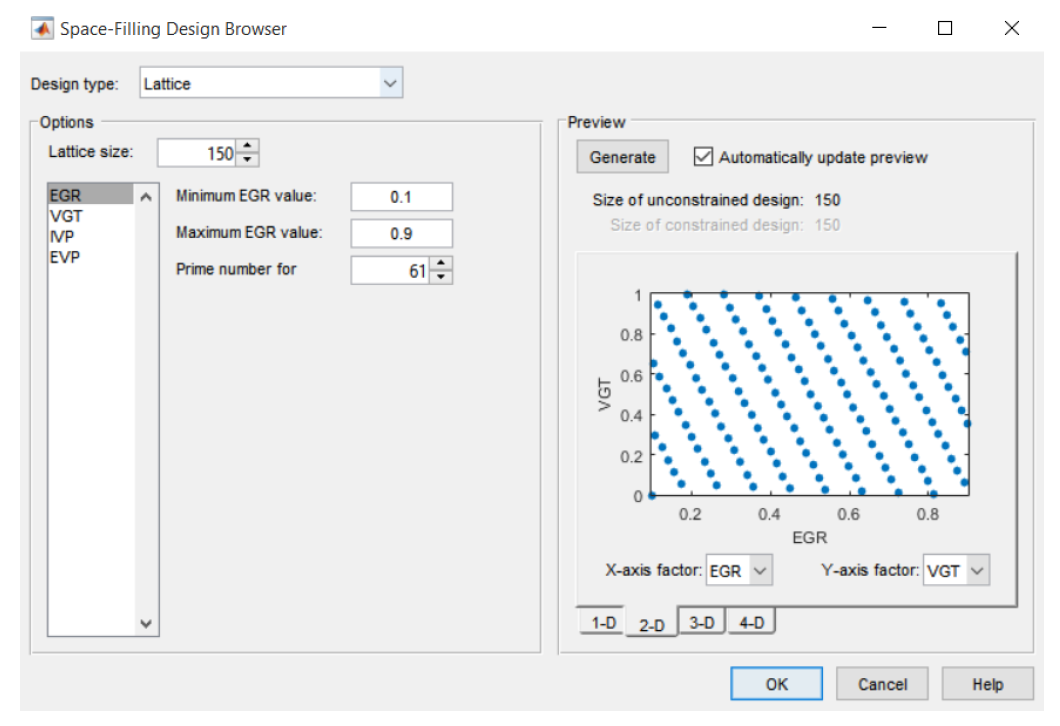 Space-Filling Design Browser
Design type: Lattice
Options
Lattice size: 150
EGR
VGT
IVP
EVP
Minimum EGR value: 0.1
Maximum EGR value: 0.9
Prime number for 61
Preview
Generate Automatically update preview
Size of unconstrained design: 150
Size of constrained design: 150
1
0.8
0.6
0.4
0.2
0
VGT
0.2 0.4 0.6 0.8
EGR
X-axis factor: EGR Y-axis factor: VGT
1-D 2-D 3-D 4-D
OK Cancel Help